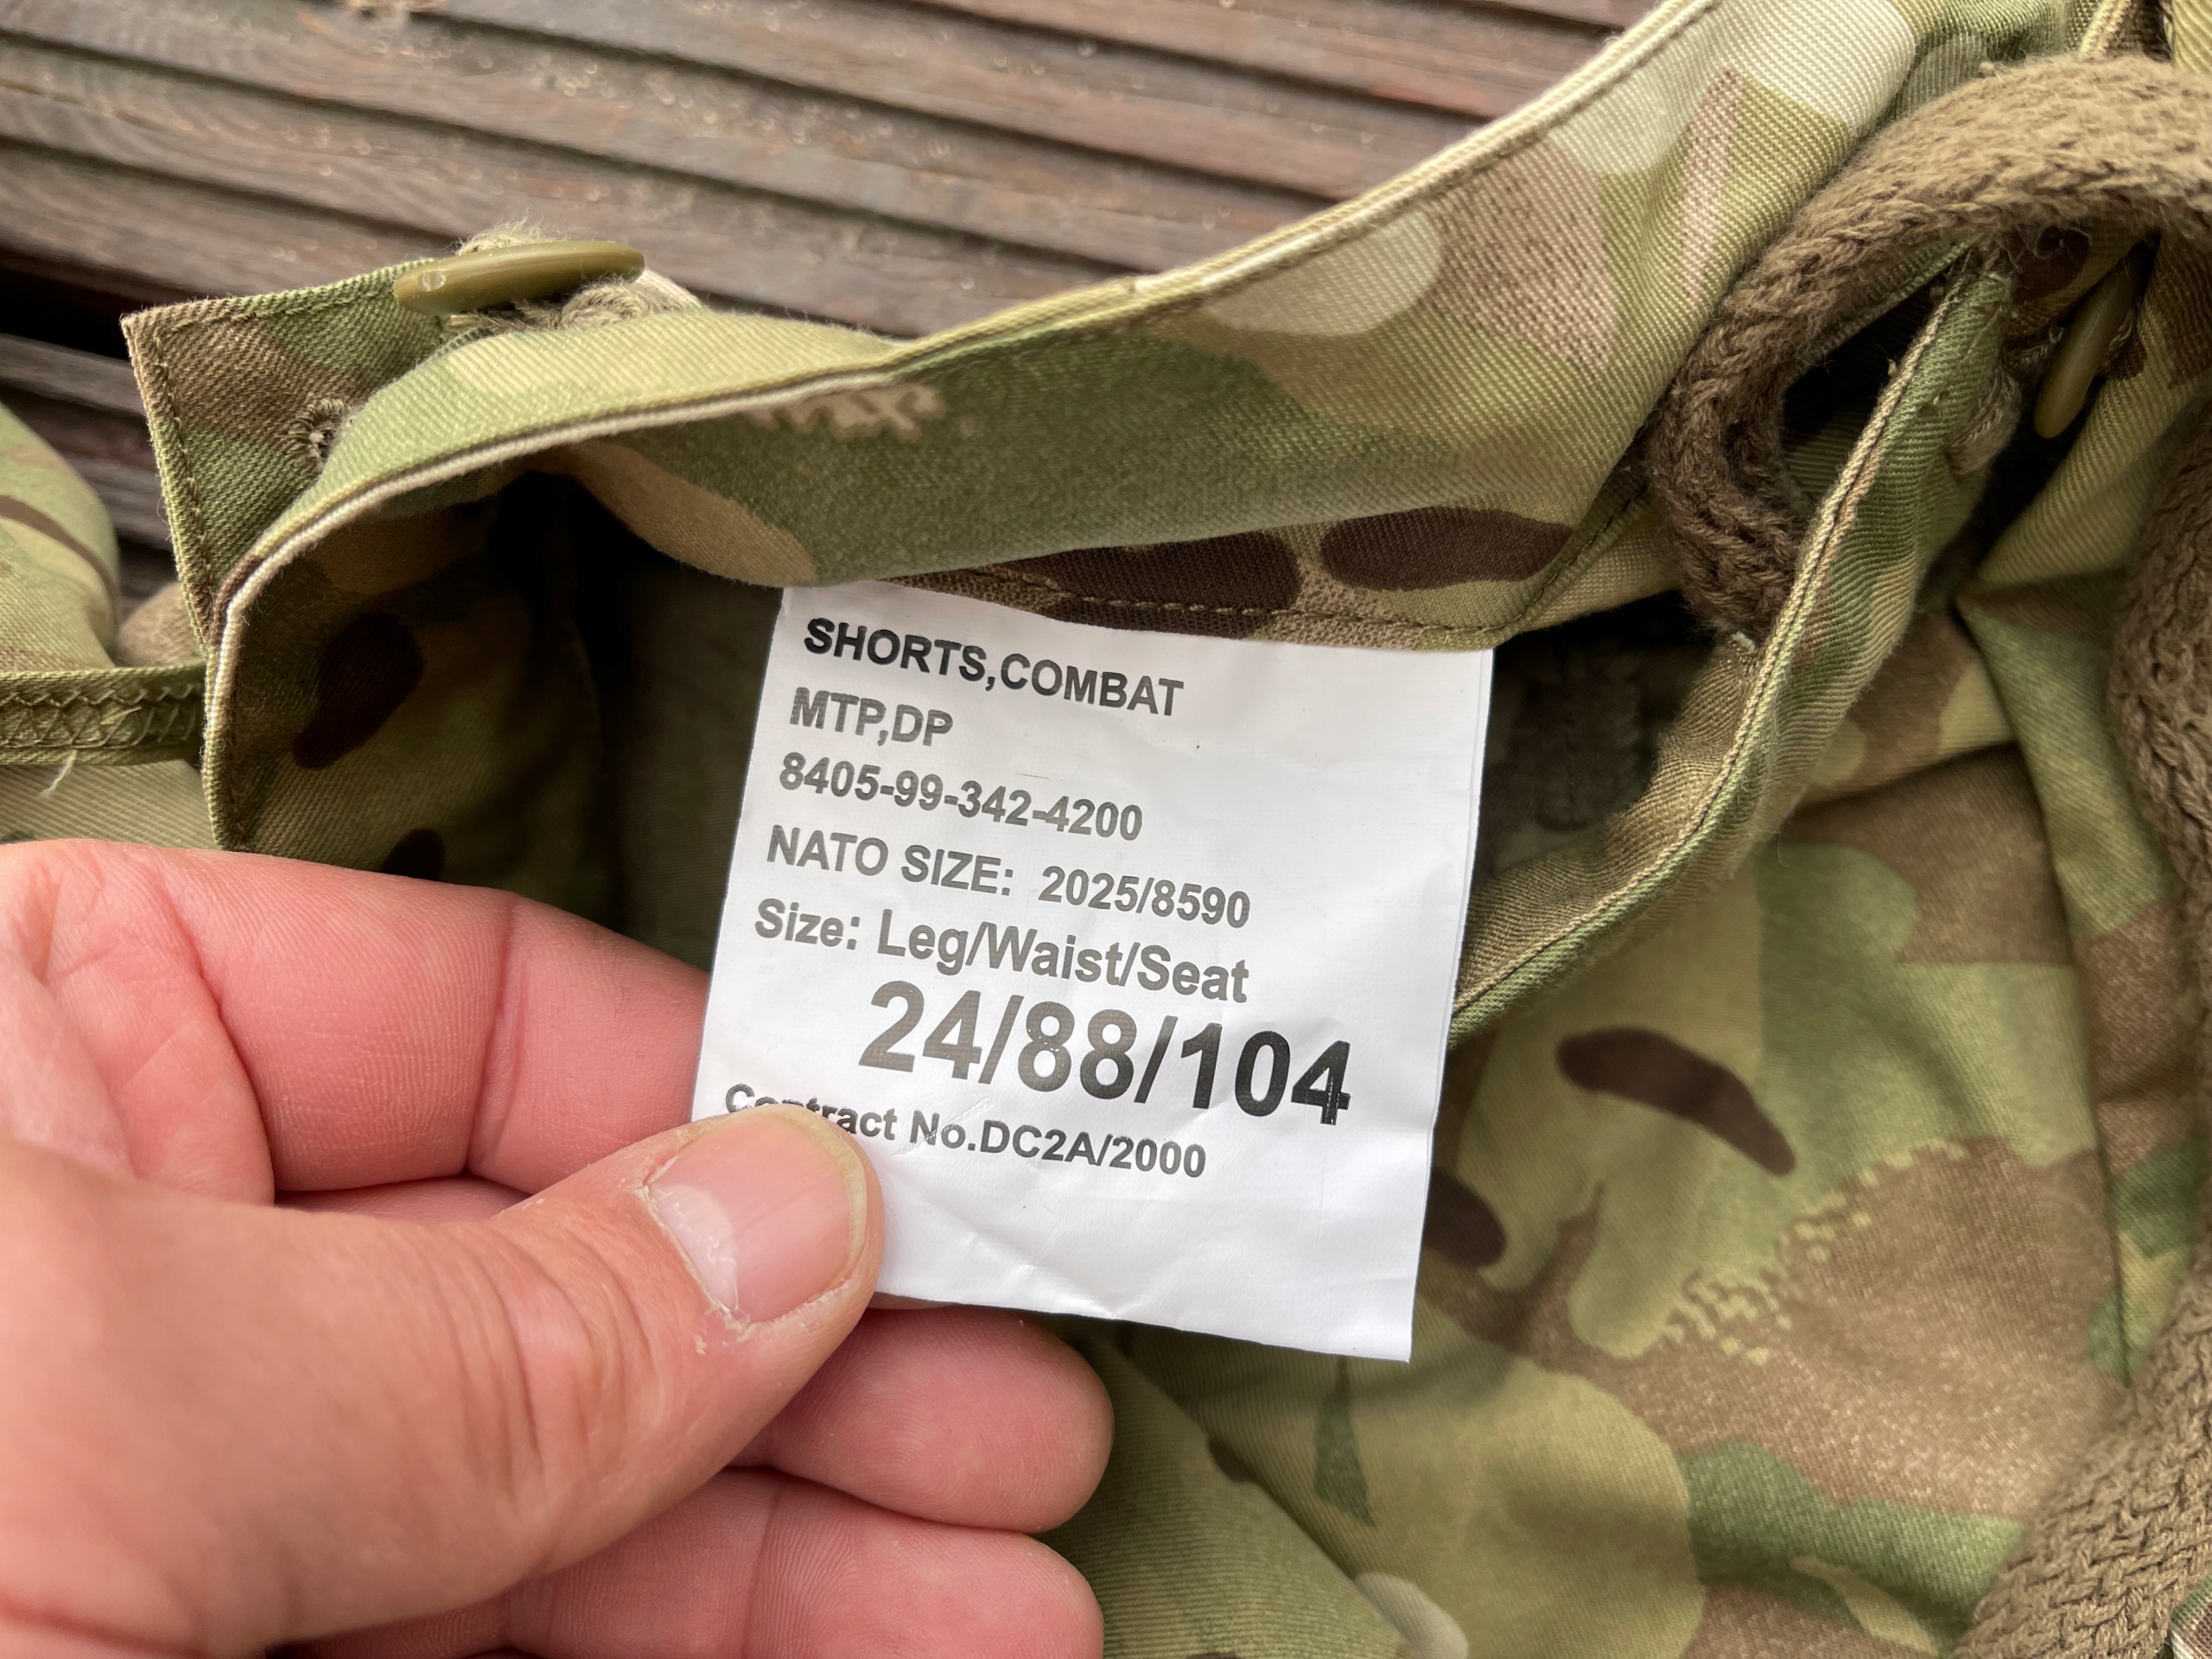 SHORTS,COMBAT
MTP,DP
8405-99-342-4200
NATO SIZE: 2025/8590
Size: Leg/Waist/Seat
24/88/104
Contract No.DC2A/2000